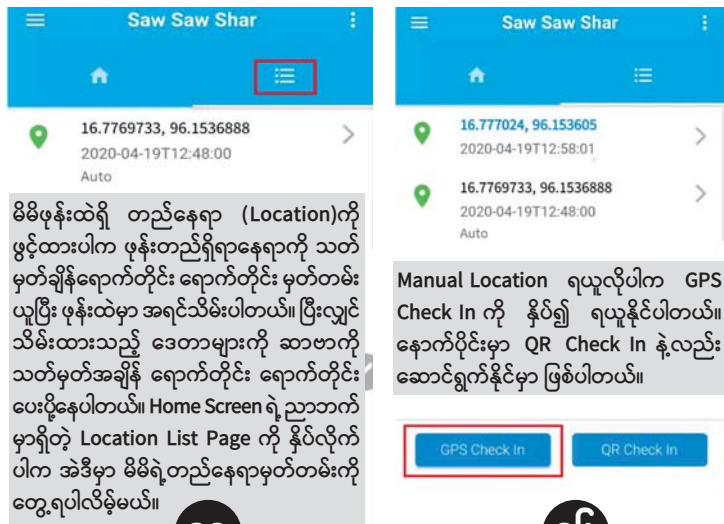 Saw Saw Shar
16.7769733, 96.1536888
2020-04-19T12:48:00
Auto
မိမိဖုန်းထဲရှိ တည်နေရာ (Location)ကို
ဖွင့်ထားပါက ဖုန်းတည်ရှိရာနေရာကို သတ်
မှတ်ချိန်ရောက်တိုင်း ရောက်တိုင်း မှတ်တမ်း
ယူပြီး ဖုန်းထဲမှာ အရင်သိမ်းပါတယ်။ ပြီးလျှင်
သိမ်းထားသည့် ဒေတာများကို ဆာဗာကို
သတ်မှတ်အချိန် ရောက်တိုင်း ရောက်တိုင်း
ပေးပို့နေပါတယ်။ Home Screen ရဲ့ ညာဘက်
မှာရှိတဲ့ Location List Page ကို နှိပ်လိုက်
ပါက အဲဒီမှာ မိမိရဲ့တည်နေရာမှတ်တမ်းကို
တွေ့ရပါလိမ့်မယ်။
Saw Saw Shar
16.777024, 96.153605
2020-04-19T12:58:01
16.7769733, 96.1536888
2020-04-19T12:48:00
Auto
Manual Location ရယူလိုပါက GPS
Check In ကို နှိပ်၍ ရယူနိုင်ပါတယ်။
နောက်ပိုင်းမှာ QR Check In နဲ့လည်း
ဆောင်ရွက်နိုင်မှာ ဖြစ်ပါတယ်။
GPS Check In
QR Check In